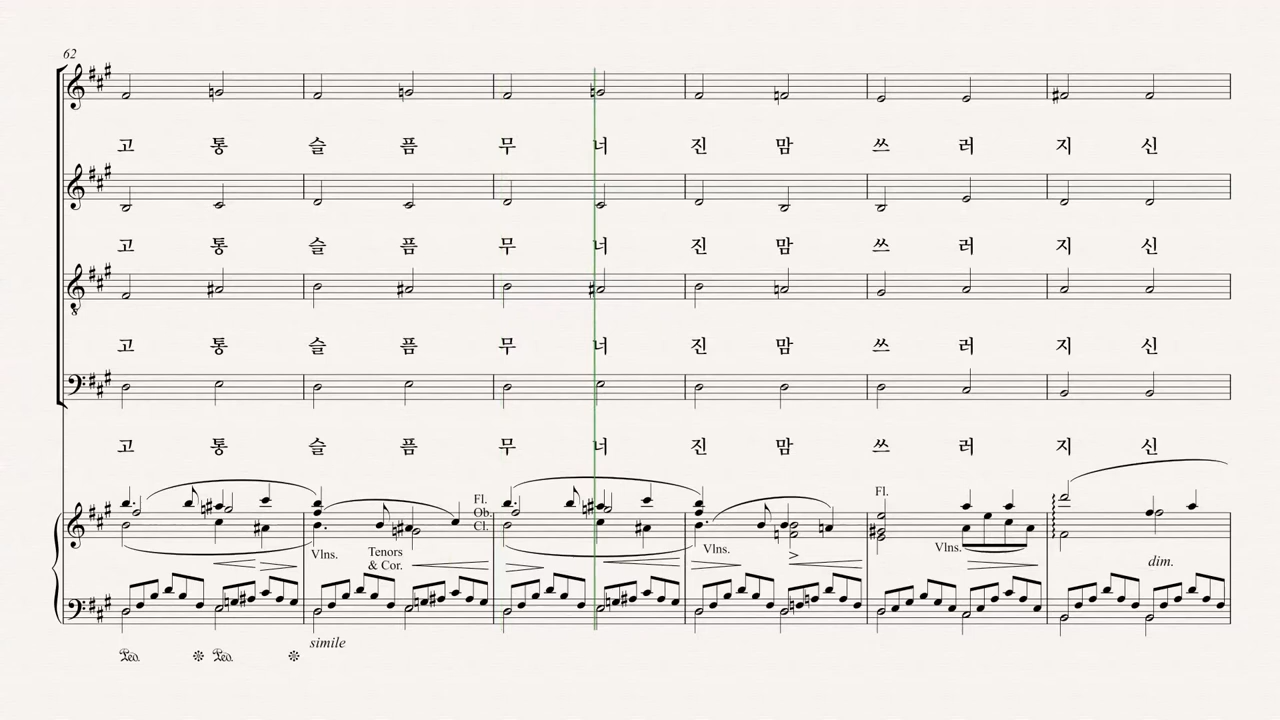 62
고 통 슬 픔 무 너 진 맘 쓰 러 지 신
고 통 슬 픔 무 너 진 맘 쓰 러 지 신
고 통 슬 픔 무 너 진 맘 쓰 러 지 신
고 통 슬 픔 무 너 진 맘 쓰 러 지 신
Fl.
Fl.
Ob.
Cl.
Vlns.
Tenors
& Cor.
Vlns.
Vlns.
dim.
simile
Ped. Ped.